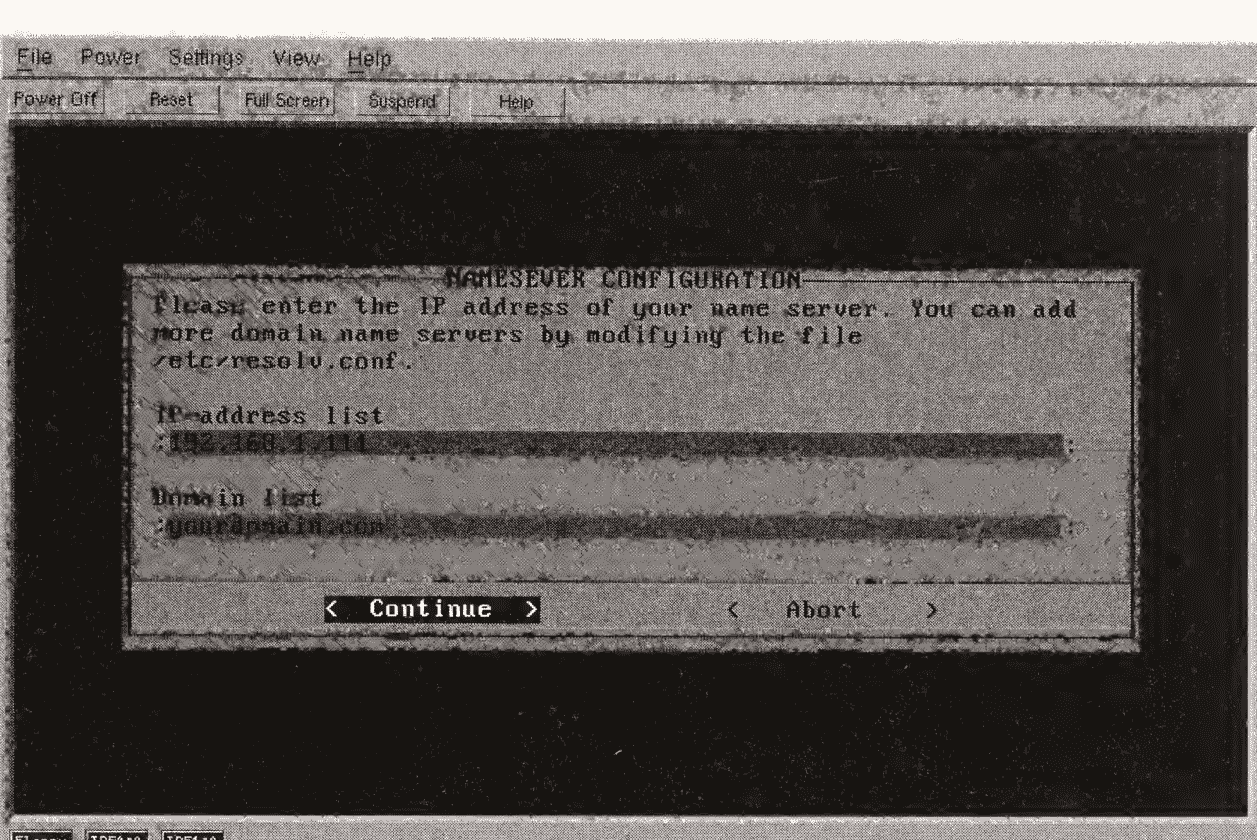 File Power Settings View Help
Power Off Reset Full Screen Suspend Help
NAMESEVER CONFIGURATION
Please enter the IP address of your name server. You can add
more domain name servers by modifying the file
/etc/resolv.conf.
IP-address list
:192.168.1.111 :
Domain list
:yourdomain.com :
< Continue > < Abort >